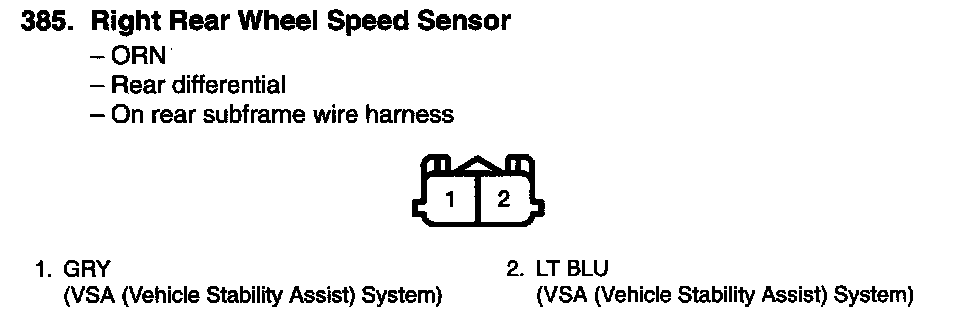 385. Right Rear Wheel Speed Sensor
– ORN
– Rear differential
– On rear subframe wire harness
1 2
1. GRY
(VSA (Vehicle Stability Assist) System)
2. LT BLU
(VSA (Vehicle Stability Assist) System)